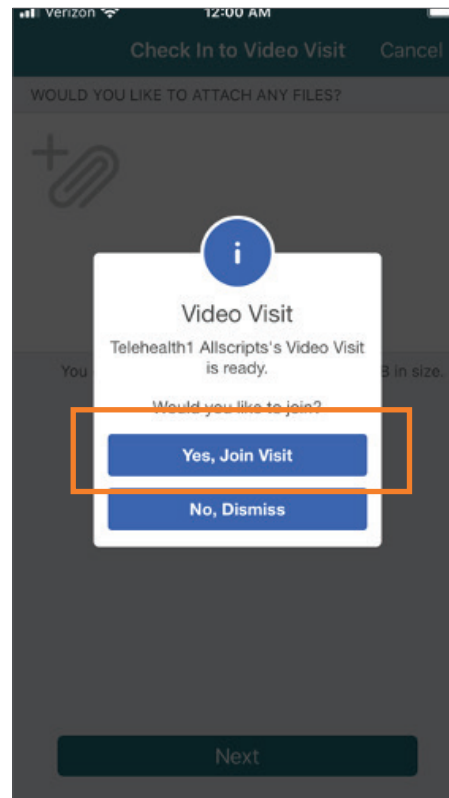 Verizon 12:00 AM
Check In to Video Visit Cancel
WOULD YOU LIKE TO ATTACH ANY FILES?
i
Video Visit
Telehealth1 Allscripts's Video Visit
is ready.
You B in size.
Would you like to join?
Yes, Join Visit
No, Dismiss
Next